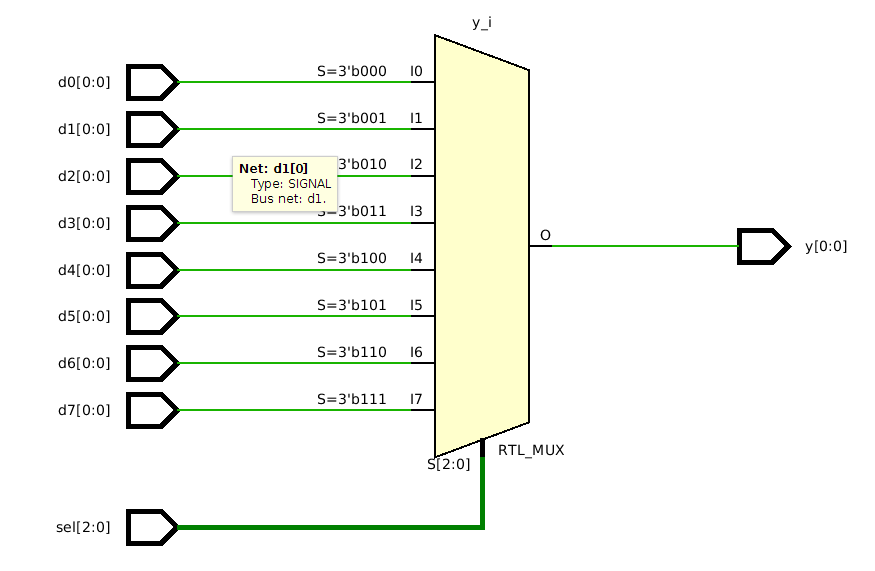 y_i
d0[0:0] S=3'b000 I0
d1[0:0] S=3'b001 I1
d2[0:0] 3'b010 I2
Net: d1[0]
Type: SIGNAL
Bus net: d1.
d3[0:0] S=3'b011 I3
O y[0:0]
d4[0:0] S=3'b100 I4
d5[0:0] S=3'b101 I5
d6[0:0] S=3'b110 I6
d7[0:0] S=3'b111 I7
RTL_MUX
S[2:0]
sel[2:0]